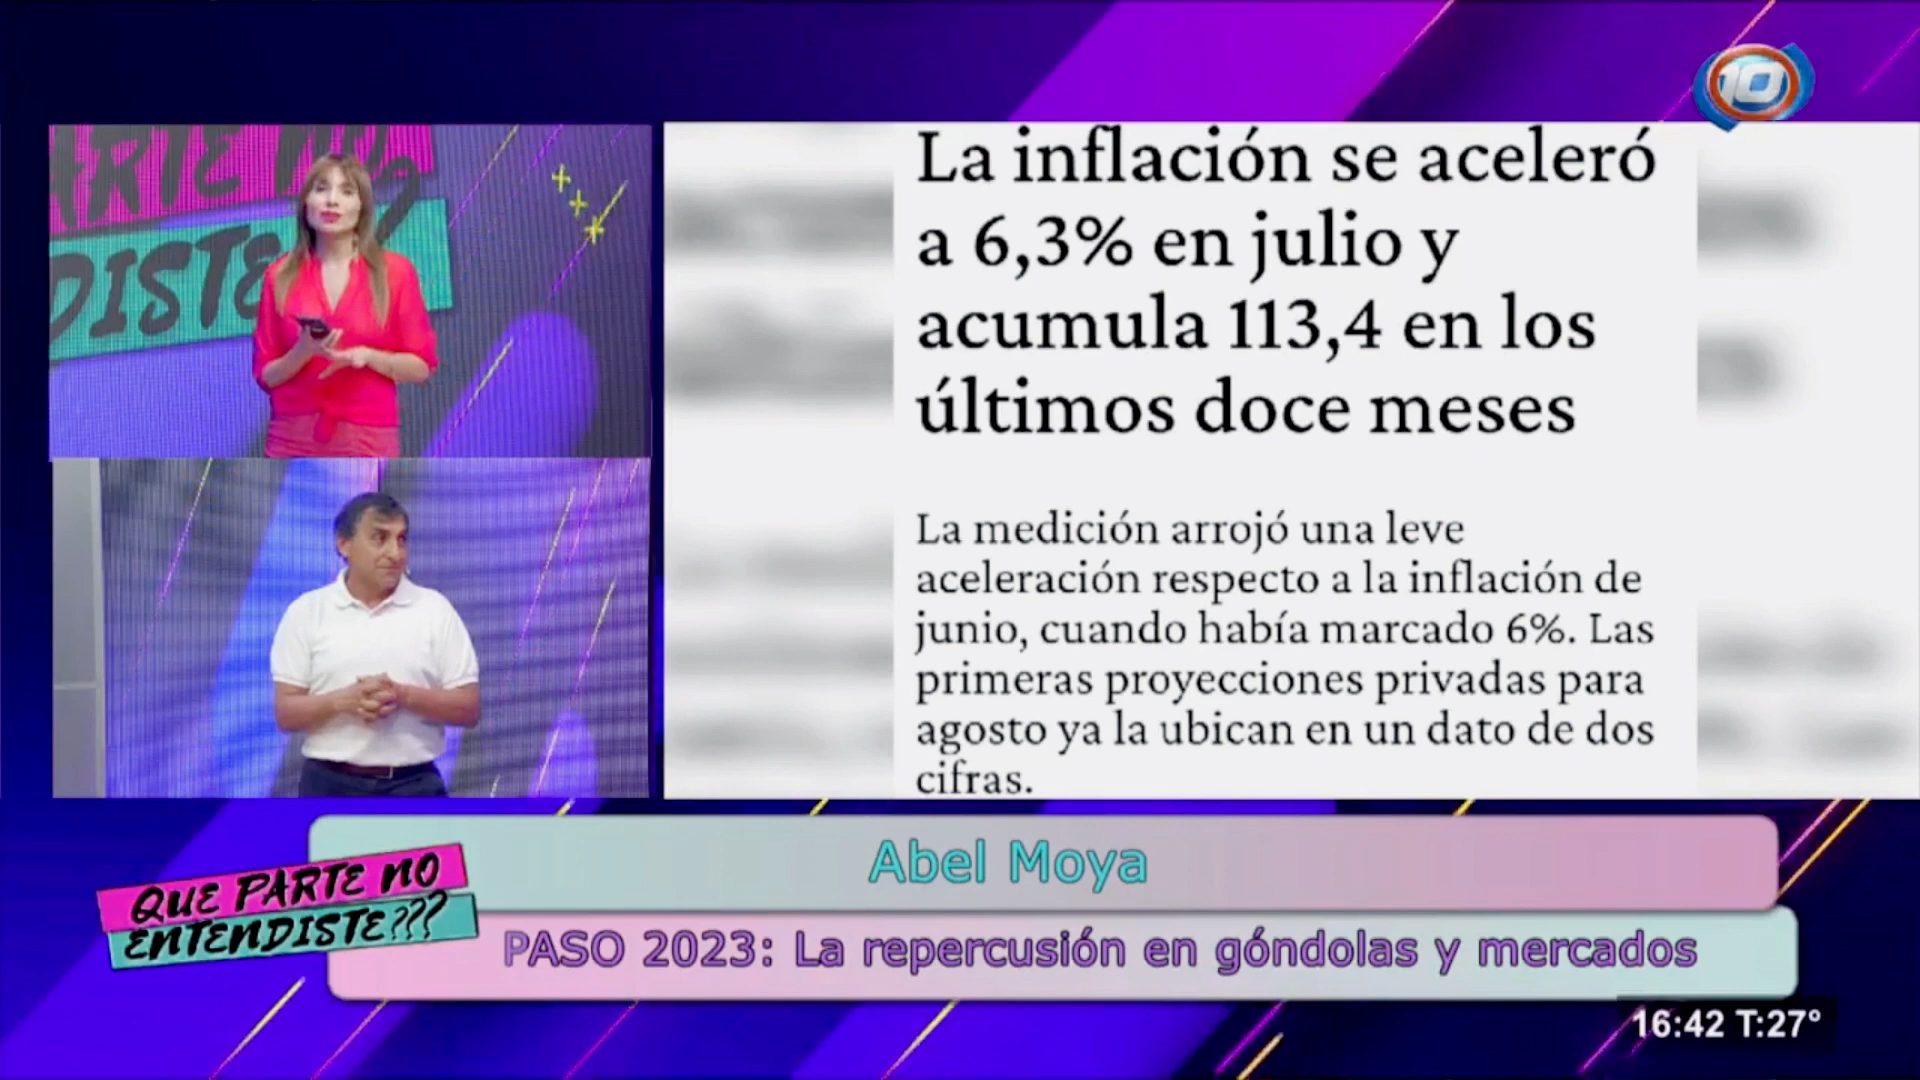 10
ARTE NO
DISTE
La inflación se aceleró
a 6,3% en julio y
acumula 113,4 en los
últimos doce meses
La medición arrojó una leve
aceleración respecto a la inflación de
junio, cuando había marcado 6%. Las
primeras proyecciones privadas para
agosto ya la ubican en un dato de dos
cifras.
Abel Moya
QUE PARTE NO
ENTENDISTE???
PASO 2023: La repercusión en góndolas y mercados
16:42 T:27°